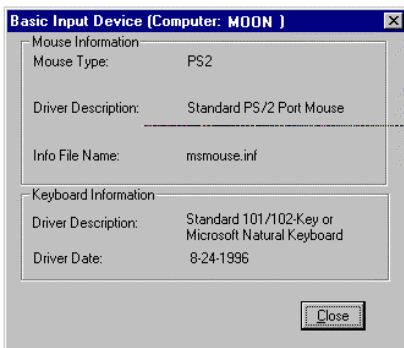 Basic Input Device (Computer: MOON )
Mouse Information
Mouse Type: PS2
Driver Description: Standard PS/2 Port Mouse
Info File Name: msmouse.inf
Keyboard Information
Driver Description: Standard 101/102-Key or
Microsoft Natural Keyboard
Driver Date: 8-24-1996
Close